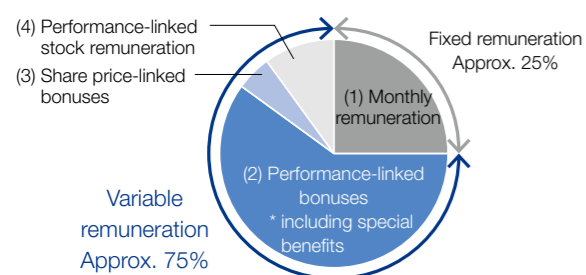 (4) Performance-linked
stock remuneration
(3) Share price-linked
bonuses
Fixed remuneration
Approx. 25%
(1) Monthly
remuneration
(2) Performance-linked
bonuses
* including special
benefits
Variable
remuneration
Approx. 75%